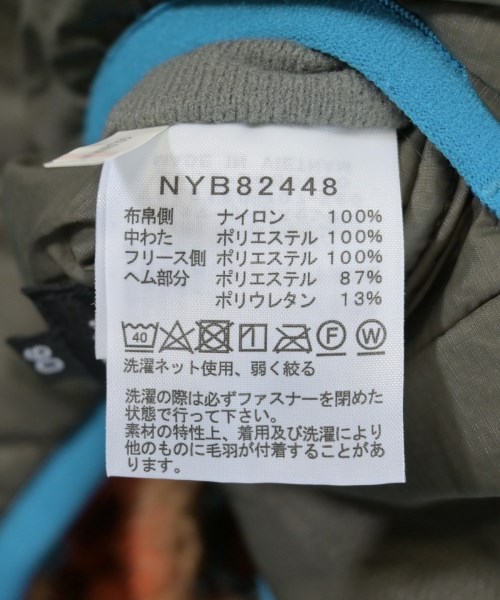 MADE IN VIETNAM
NYB82448
布帛側 ナイロン 100%
中わた ポリエステル 100%
フリース側 ポリエステル 100%
ヘム部分 ポリエステル 87%
ポリウレタン 13%
40 F W
洗濯ネット使用、弱く絞る
洗濯の際は必ずファスナーを閉めた
状態で行って下さい。
素材の特性上、着用及び洗濯により
他のものに毛羽が付着することがあ
ります。
90